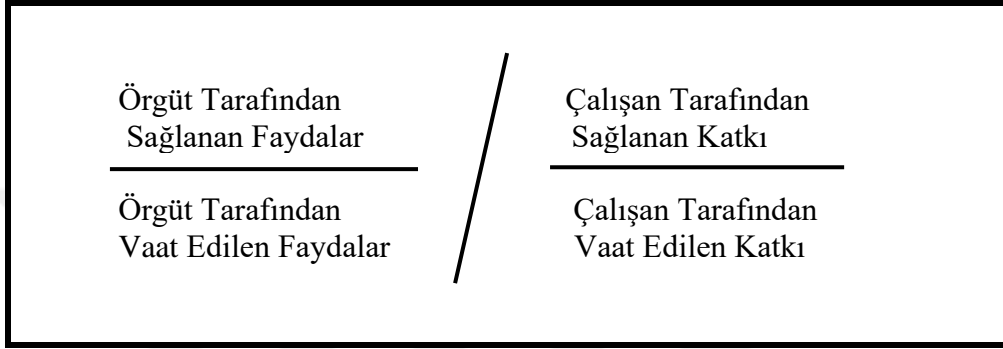 Örgüt Tarafından
Sağlanan Faydalar
Örgüt Tarafından
Vaat Edilen Faydalar
Çalışan Tarafından
Sağlanan Katkı
Çalışan Tarafından
Vaat Edilen Katkı